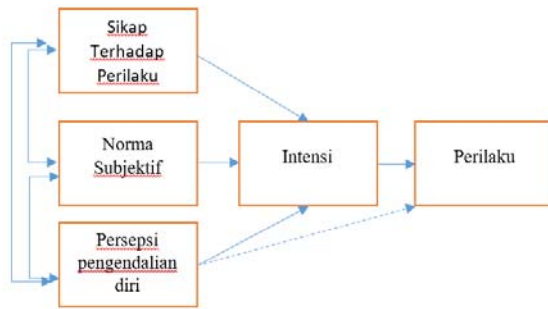 Sikap
Terhadap
Perilaku
Norma
Subjektif
Intensi
Perilaku
Persepsi
pengendalian
diri